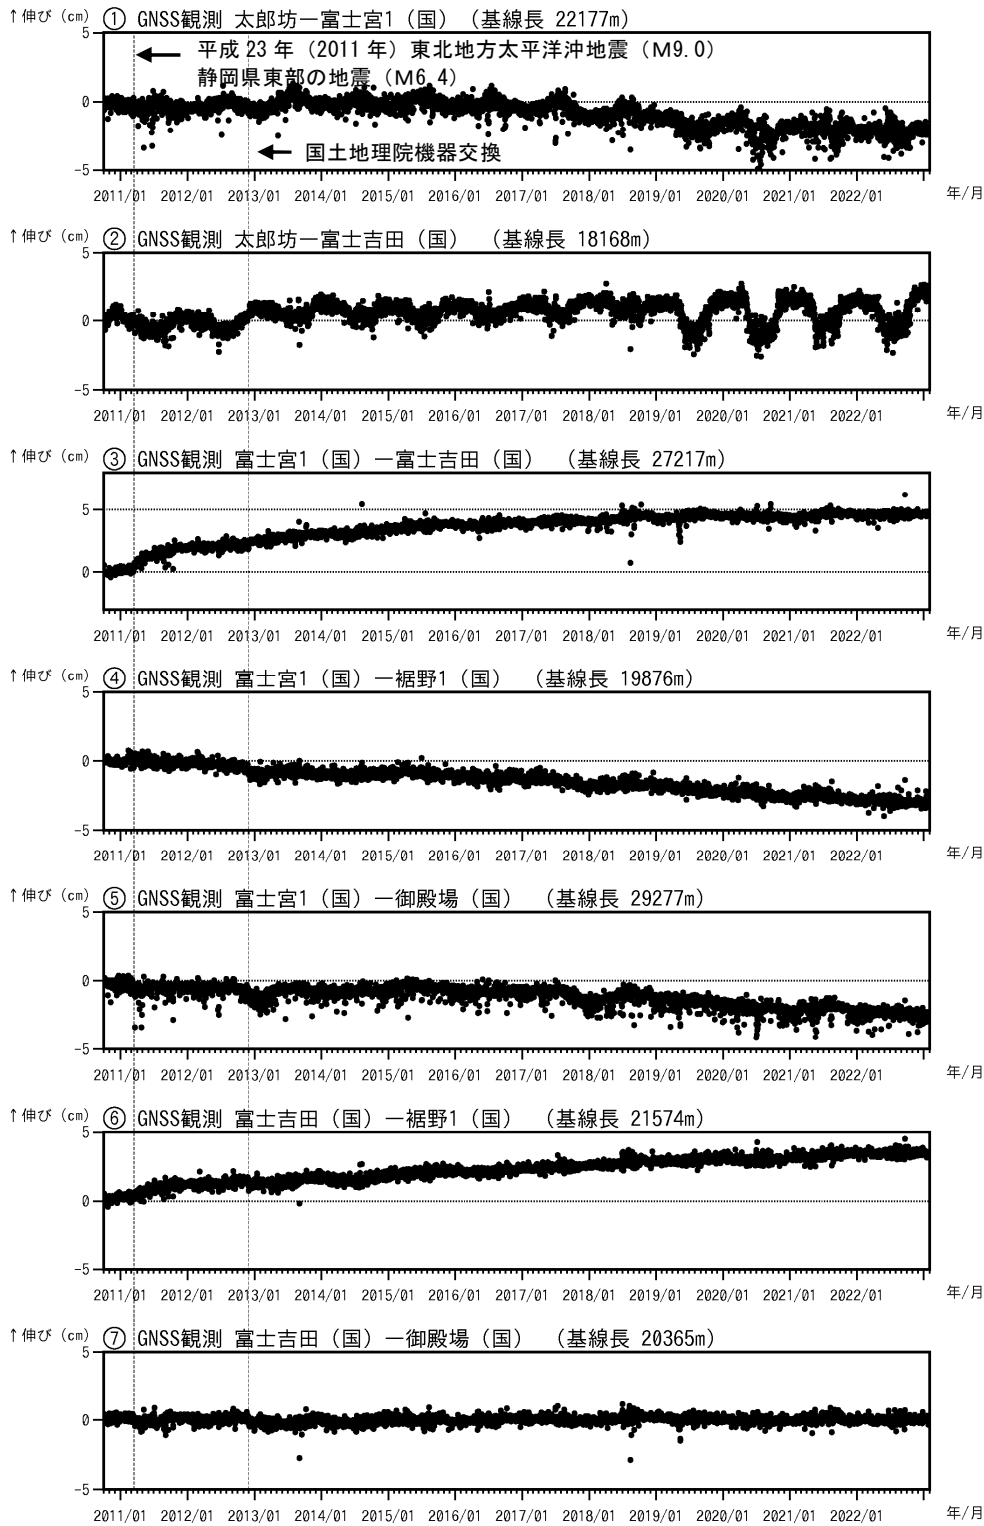 ↑伸び（cm） ① GNSS観測 太郎坊―富士宮1（国）（基線長 22177m）
5
平成 23 年（2011 年）東北地方太平洋沖地震（M9.0）
静岡県東部の地震（M6.4）
0
国土地理院機器交換
-5
2011/01 2012/01 2013/01 2014/01 2015/01 2016/01 2017/01 2018/01 2019/01 2020/01 2021/01 2022/01 年/月
↑伸び（cm） ② GNSS観測 太郎坊―富士吉田（国） （基線長 18168m）
5
0
-5
2011/01 2012/01 2013/01 2014/01 2015/01 2016/01 2017/01 2018/01 2019/01 2020/01 2021/01 2022/01 年/月
↑伸び（cm） ③ GNSS観測 富士宮1（国）―富士吉田（国） （基線長 27217m）
5
0
2011/01 2012/01 2013/01 2014/01 2015/01 2016/01 2017/01 2018/01 2019/01 2020/01 2021/01 2022/01 年/月
↑伸び（cm） ④ GNSS観測 富士宮1（国）―裾野1（国） （基線長 19876m）
5
0
-5
2011/01 2012/01 2013/01 2014/01 2015/01 2016/01 2017/01 2018/01 2019/01 2020/01 2021/01 2022/01 年/月
↑伸び（cm） ⑤ GNSS観測 富士宮1（国）―御殿場（国） （基線長 29277m）
5
0
-5
2011/01 2012/01 2013/01 2014/01 2015/01 2016/01 2017/01 2018/01 2019/01 2020/01 2021/01 2022/01 年/月
↑伸び（cm） ⑥ GNSS観測 富士吉田（国）―裾野1（国） （基線長 21574m）
5
0
-5
2011/01 2012/01 2013/01 2014/01 2015/01 2016/01 2017/01 2018/01 2019/01 2020/01 2021/01 2022/01 年/月
↑伸び（cm） ⑦ GNSS観測 富士吉田（国）―御殿場（国） （基線長 20365m）
5
0
-5
2011/01 2012/01 2013/01 2014/01 2015/01 2016/01 2017/01 2018/01 2019/01 2020/01 2021/01 2022/01 年/月